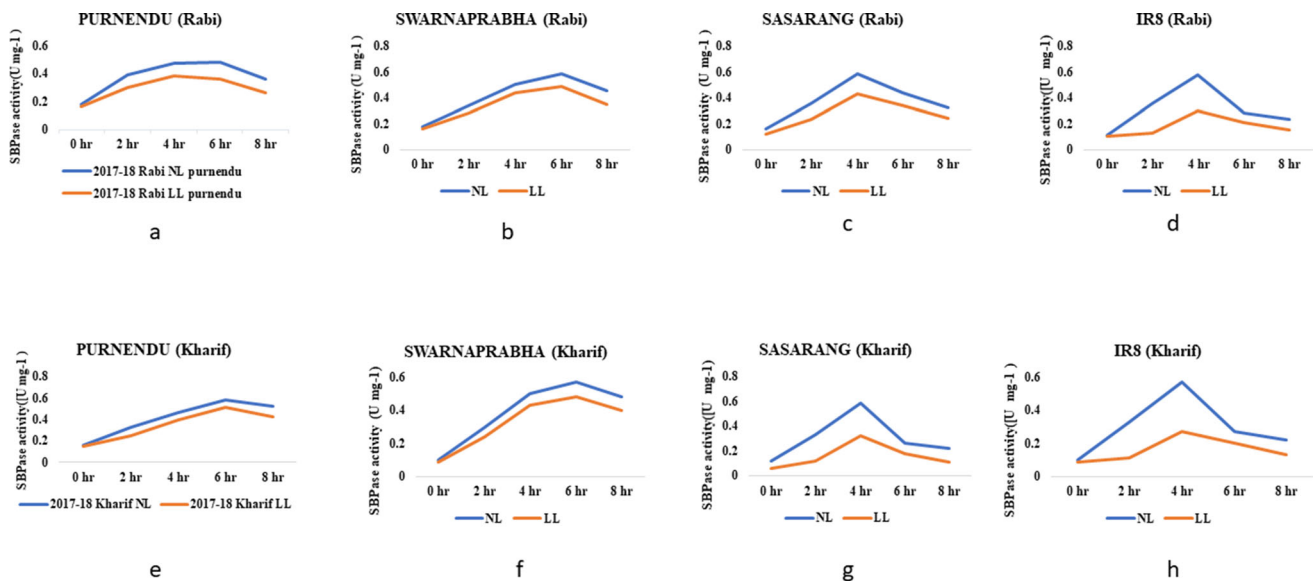 PURNENDU (Rabi)
SBPase activity(U mg-1)
0.6
0.4
0.2
0
0 hr 2 hr 4 hr 6 hr 8 hr
2017-18 Rabi NL purnendu
2017-18 Rabi LL purnendu
a
SWARNAPRABHA (Rabi)
SBPase activity (U mg-1)
0.8
0.6
0.4
0.2
0
0 hr 2 hr 4 hr 6 hr 8 hr
NL LL
b
SASARANG (Rabi)
SBPase activity (U mg-1)
0.8
0.6
0.4
0.2
0
0 hr 2 hr 4 hr 6 hr 8 hr
NL LL
c
IR8 (Rabi)
SBPase activity([U mg-1)
0.8
0.6
0.4
0.2
0
0 hr 2 hr 4 hr 6 hr 8 hr
NL LL
d
PURNENDU (Kharif)
SBPase activity([U mg-1)
0.8
0.6
0.4
0.2
0
0 hr 2 hr 4 hr 6 hr 8 hr
2017-18 Kharif NL 2017-18 Kharif LL
e
SWARNAPRABHA (Kharif)
SBPase activity (U mg-1)
0.6
0.4
0.2
0
0 hr 2 hr 4 hr 6 hr 8 hr
NL LL
f
SASARANG (Kharif)
SBPase activity([U mg-1)
0.8
0.6
0.4
0.2
0
0 hr 2 hr 4 hr 6 hr 8 hr
NL LL
g
IR8 (Kharif)
SBPase activity([U mg-1)
0.6
0.4
0.2
0
0 hr 2 hr 4 hr 6 hr 8 hr
NL LL
h